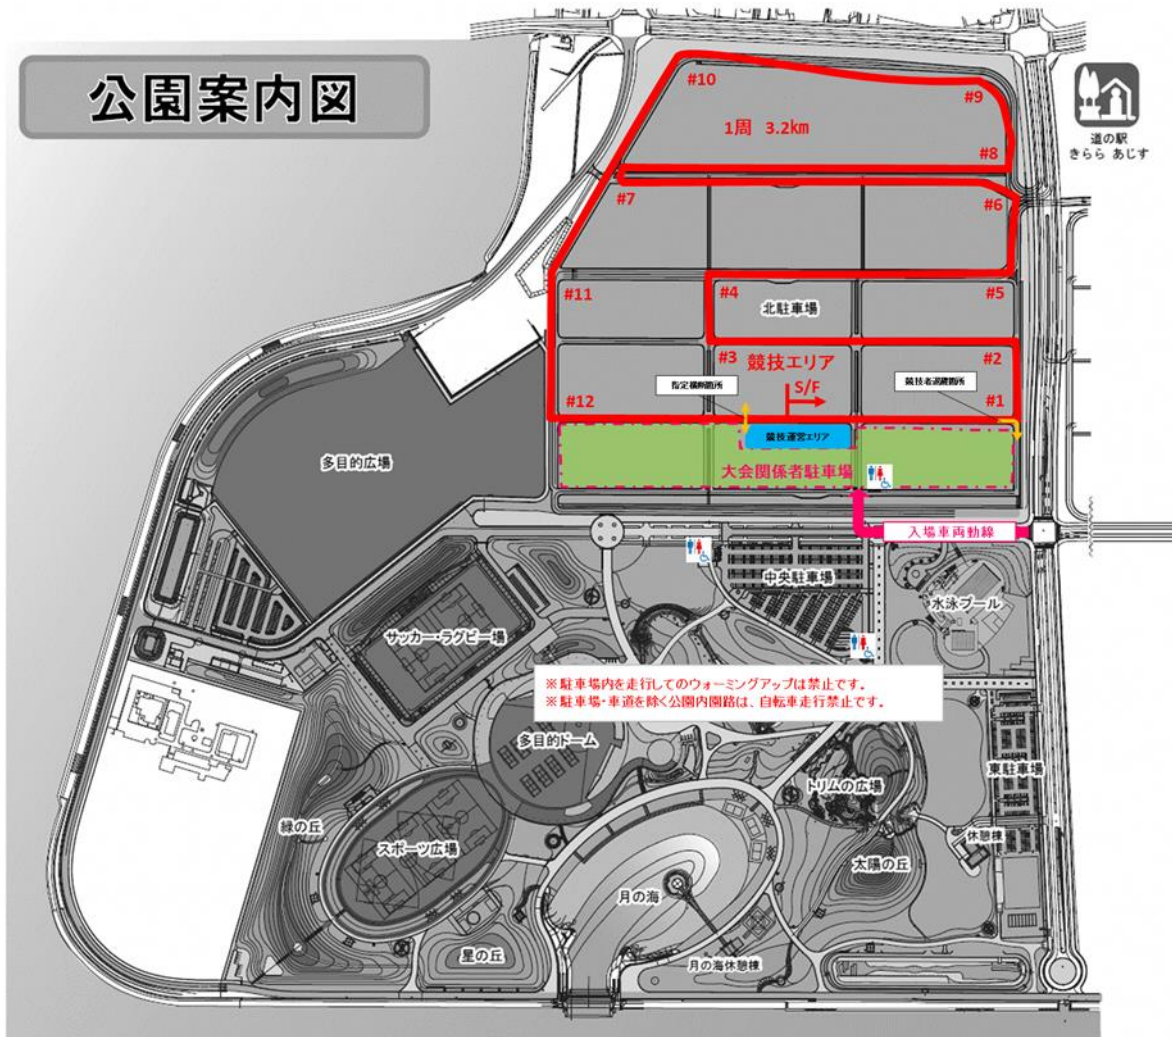 公園案内図
道の駅
きらら あじす
#10
#9
1周 3.2km
#8
#7
#6
#11
#4
北駐車場
#5
#3
競技エリア
#2
指定横断箇所
S/F
競技者退避箇所
#12
#1
競技運営エリア
多目的広場
大会関係者駐車場
入場車両動線
中央駐車場
水泳プール
サッカー・ラグビー場
※駐車場内を走行してのウォーミングアップは禁止です。
※駐車場・車道を除く公園内園路は、自転車走行禁止です。
多目的ドーム
東駐車場
トリムの広場
緑の丘
スポーツ広場
休憩棟
太陽の丘
月の海
星の丘
月の海休憩棟